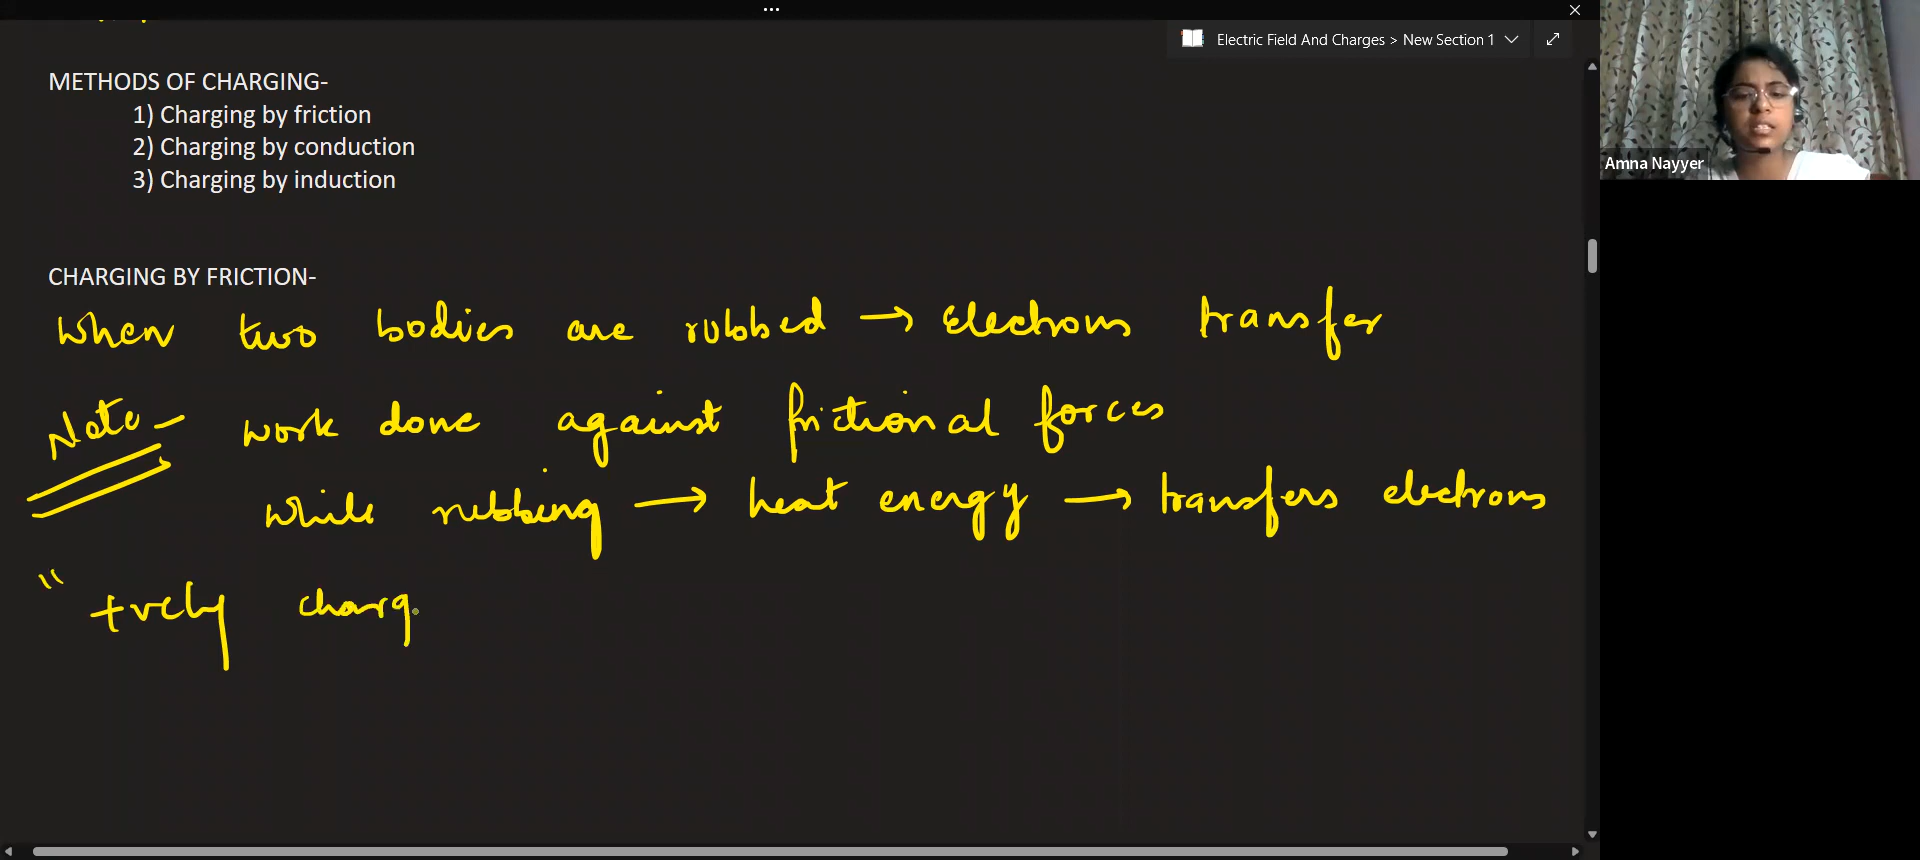 Electric Field And Charges > New Section 1
METHODS OF CHARGING-
1) Charging by friction
2) Charging by conduction
3) Charging by induction
Amna Nayyer
CHARGING BY FRICTION-
When two bodies are rubbed → Electrons transfer
Note - work done against frictional forces
while rubbing → heat energy → transfers electrons
" +vely charg